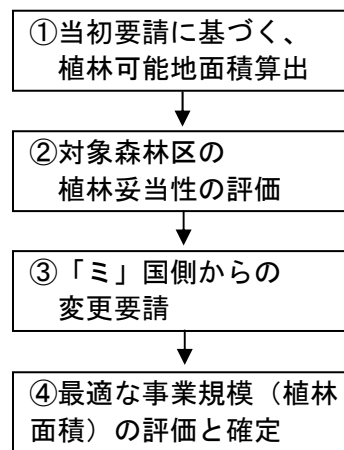 ①当初要請に基づく、
植林可能地面積算出
②対象森林区の
植林妥当性の評価
③「ミ」国側からの
変更要請
④最適な事業規模（植林
面積）の評価と確定